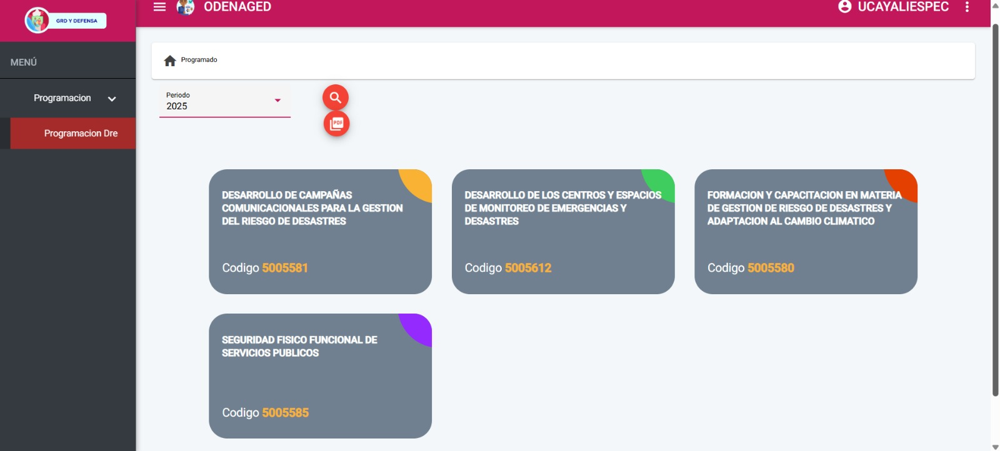 GRD Y DEFENSA
ODENAGED
UCAYALIESPEC
MENÚ
Programacion
Programacion Dre
Programado
Periodo
2025
PDF
DESARROLLO DE CAMPAÑAS
COMUNICACIONALES PARA LA GESTION
DEL RIESGO DE DESASTRES
Codigo 5005581
DESARROLLO DE LOS CENTROS Y ESPACIOS
DE MONITOREO DE EMERGENCIAS Y
DESASTRES
Codigo 5005612
FORMACION Y CAPACITACION EN MATERIA
DE GESTION DE RIESGO DE DESASTRES Y
ADAPTACION AL CAMBIO CLIMATICO
Codigo 5005580
SEGURIDAD FISICO FUNCIONAL DE
SERVICIOS PUBLICOS
Codigo 5005585